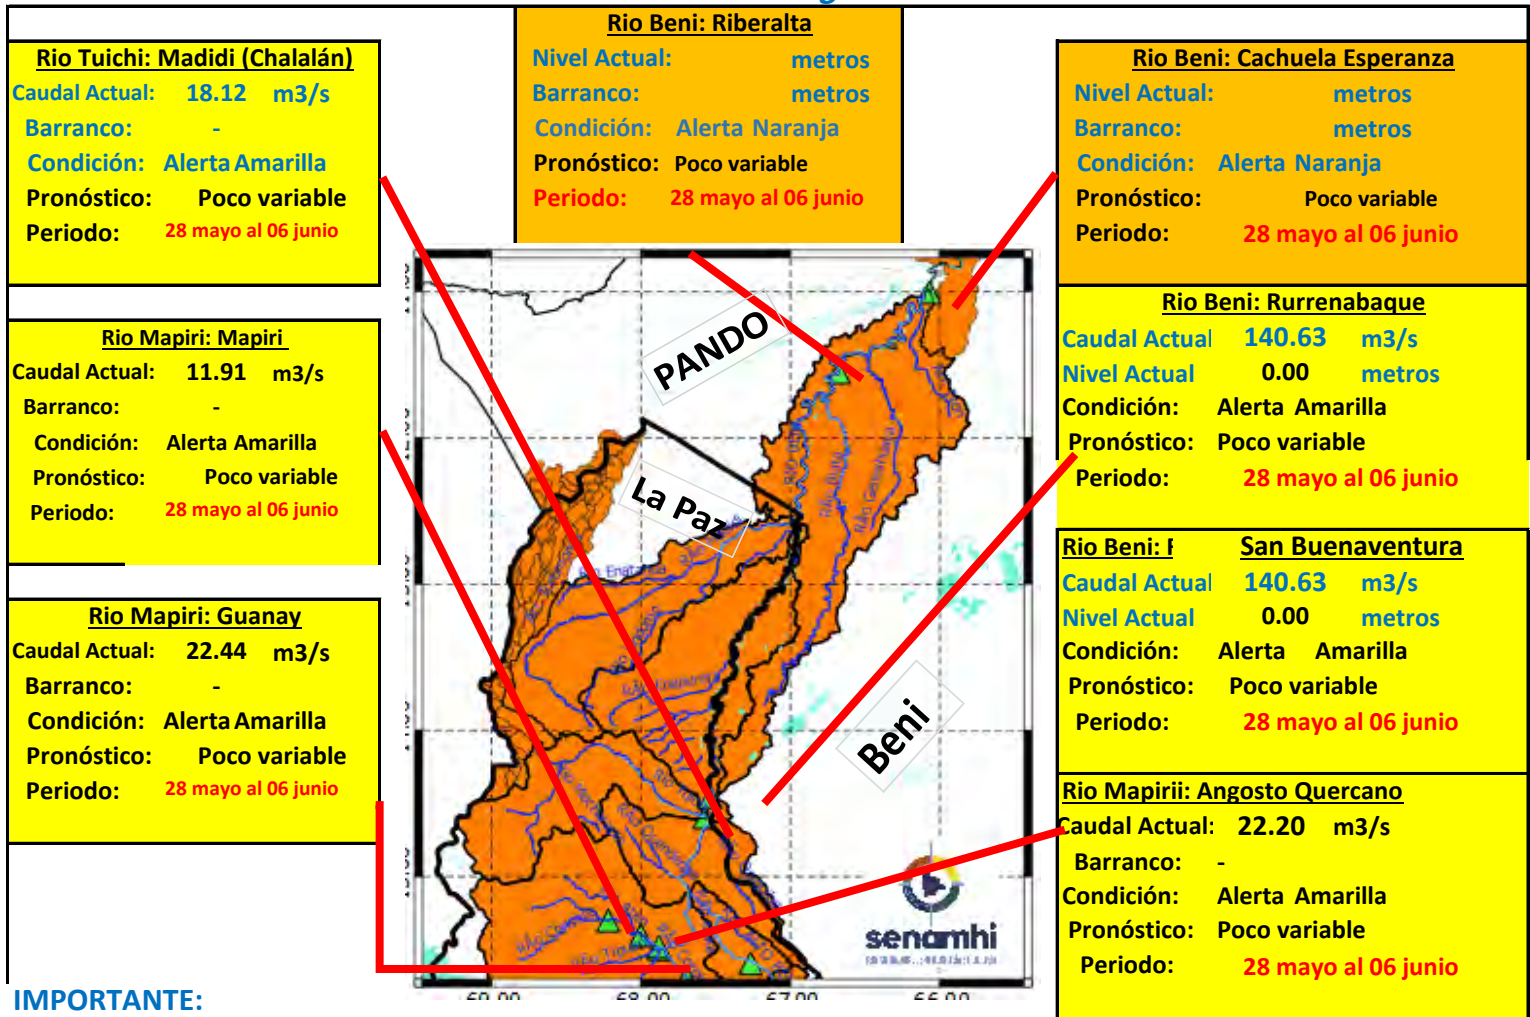 Rio Tuichi: Madidi (Chalalán)
Caudal Actual: 18.12 m3/s
Barranco: -
Condición: Alerta Amarilla
Pronóstico: Poco variable
Periodo: 28 mayo al 06 junio
Rio Mapiri: Mapiri
Caudal Actual: 11.91 m3/s
Barranco: -
Condición: Alerta Amarilla
Pronóstico: Poco variable
Periodo: 28 mayo al 06 junio
Rio Mapiri: Guanay
Caudal Actual: 22.44 m3/s
Barranco: -
Condición: Alerta Amarilla
Pronóstico: Poco variable
Periodo: 28 mayo al 06 junio
IMPORTANTE:
Rio Beni: Riberalta
Nivel Actual: metros
Barranco: metros
Condición: Alerta Naranja
Pronóstico: Poco variable
Periodo: 28 mayo al 06 junio
PANDO
La Paz
Beni
senamhi
69.00 68.00 67.00 66.00
Rio Beni: Cachuela Esperanza
Nivel Actual: metros
Barranco: metros
Condición: Alerta Naranja
Pronóstico: Poco variable
Periodo: 28 mayo al 06 junio
Rio Beni: Rurrenabaque
Caudal Actual 140.63 m3/s
Nivel Actual 0.00 metros
Condición: Alerta Amarilla
Pronóstico: Poco variable
Periodo: 28 mayo al 06 junio
Rio Beni: San Buenaventura
Caudal Actual 140.63 m3/s
Nivel Actual 0.00 metros
Condición: Alerta Amarilla
Pronóstico: Poco variable
Periodo: 28 mayo al 06 junio
Rio Mapirii: Angosto Quercano
Caudal Actual: 22.20 m3/s
Barranco: -
Condición: Alerta Amarilla
Pronóstico: Poco variable
Periodo: 28 mayo al 06 junio